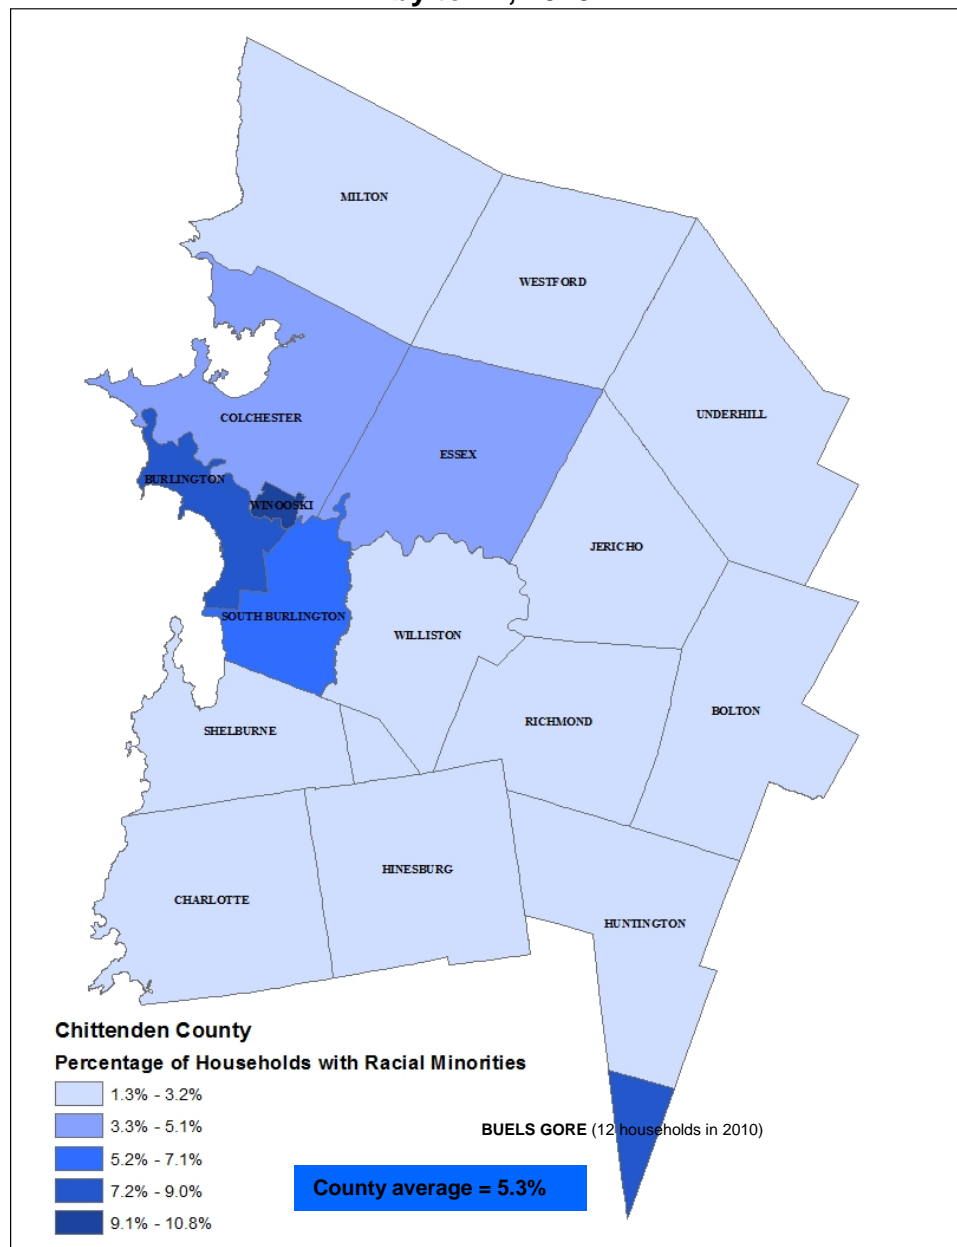 MILTON
WESTFORD
UNDERHILL
COLCHESTER
ESSEX
BURLINGTON
WINOOSKI
JERICHO
SOUTH BURLINGTON
WILLISTON
BOLTON
RICHMOND
SHELBURNE
HINESBURG
CHARLOTTE
HUNTINGTON
Chittenden County
Percentage of Households with Racial Minorities
1.3% - 3.2%
3.3% - 5.1%
5.2% - 7.1%
7.2% - 9.0%
9.1% - 10.8%
BUELS GORE (12 households in 2010)
County average = 5.3%